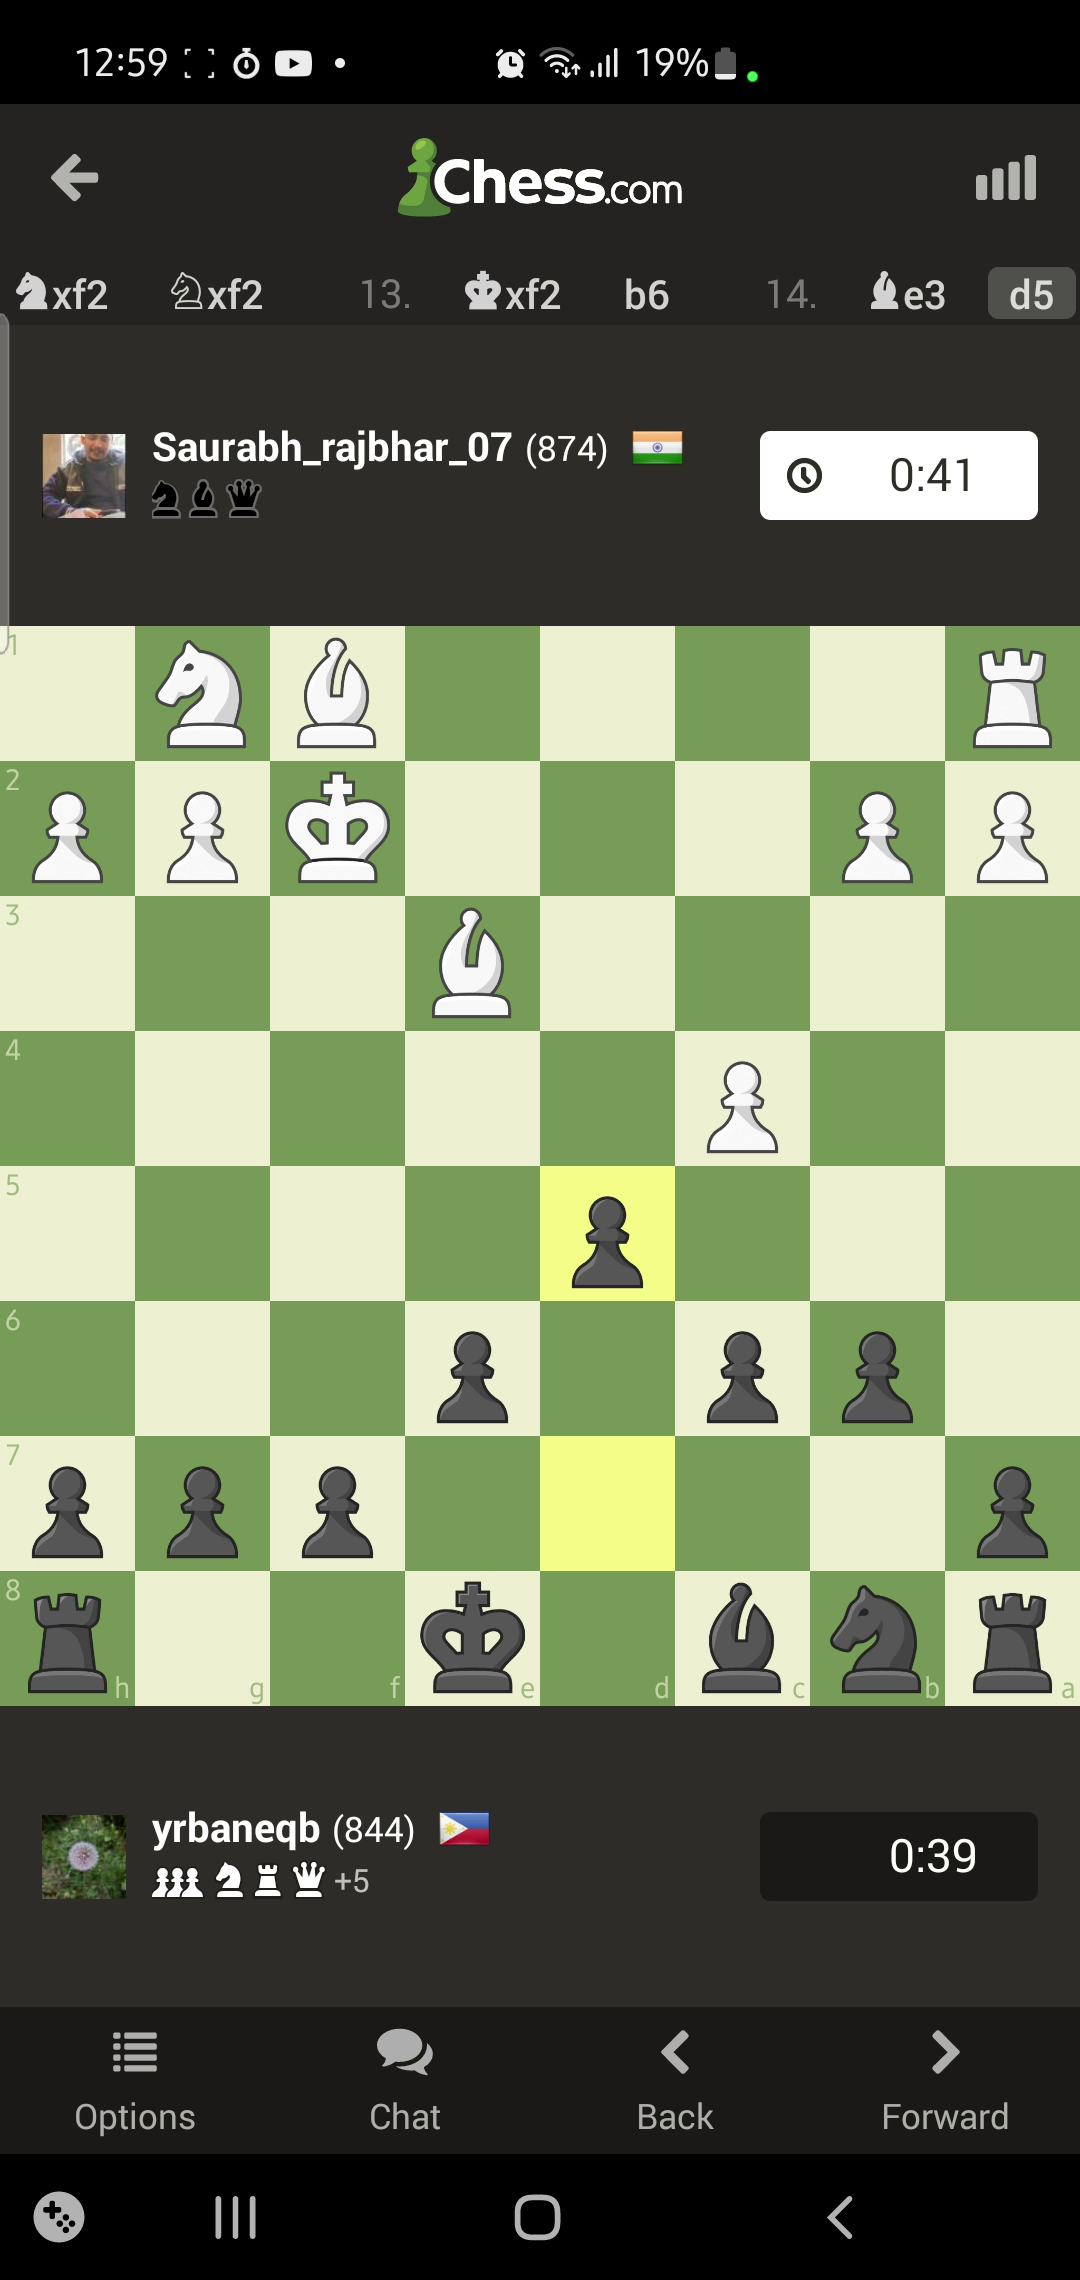 12:59 19%
Chess.com
xf2 xf2 13. xf2 b6 14. e3 d5
Saurabh_rajbhar_07 (874)
0:41
1
2
3
4
5
6
7
8
h g f e d c b a
yrbaneqb (844)
+5
0:39
Options Chat Back Forward